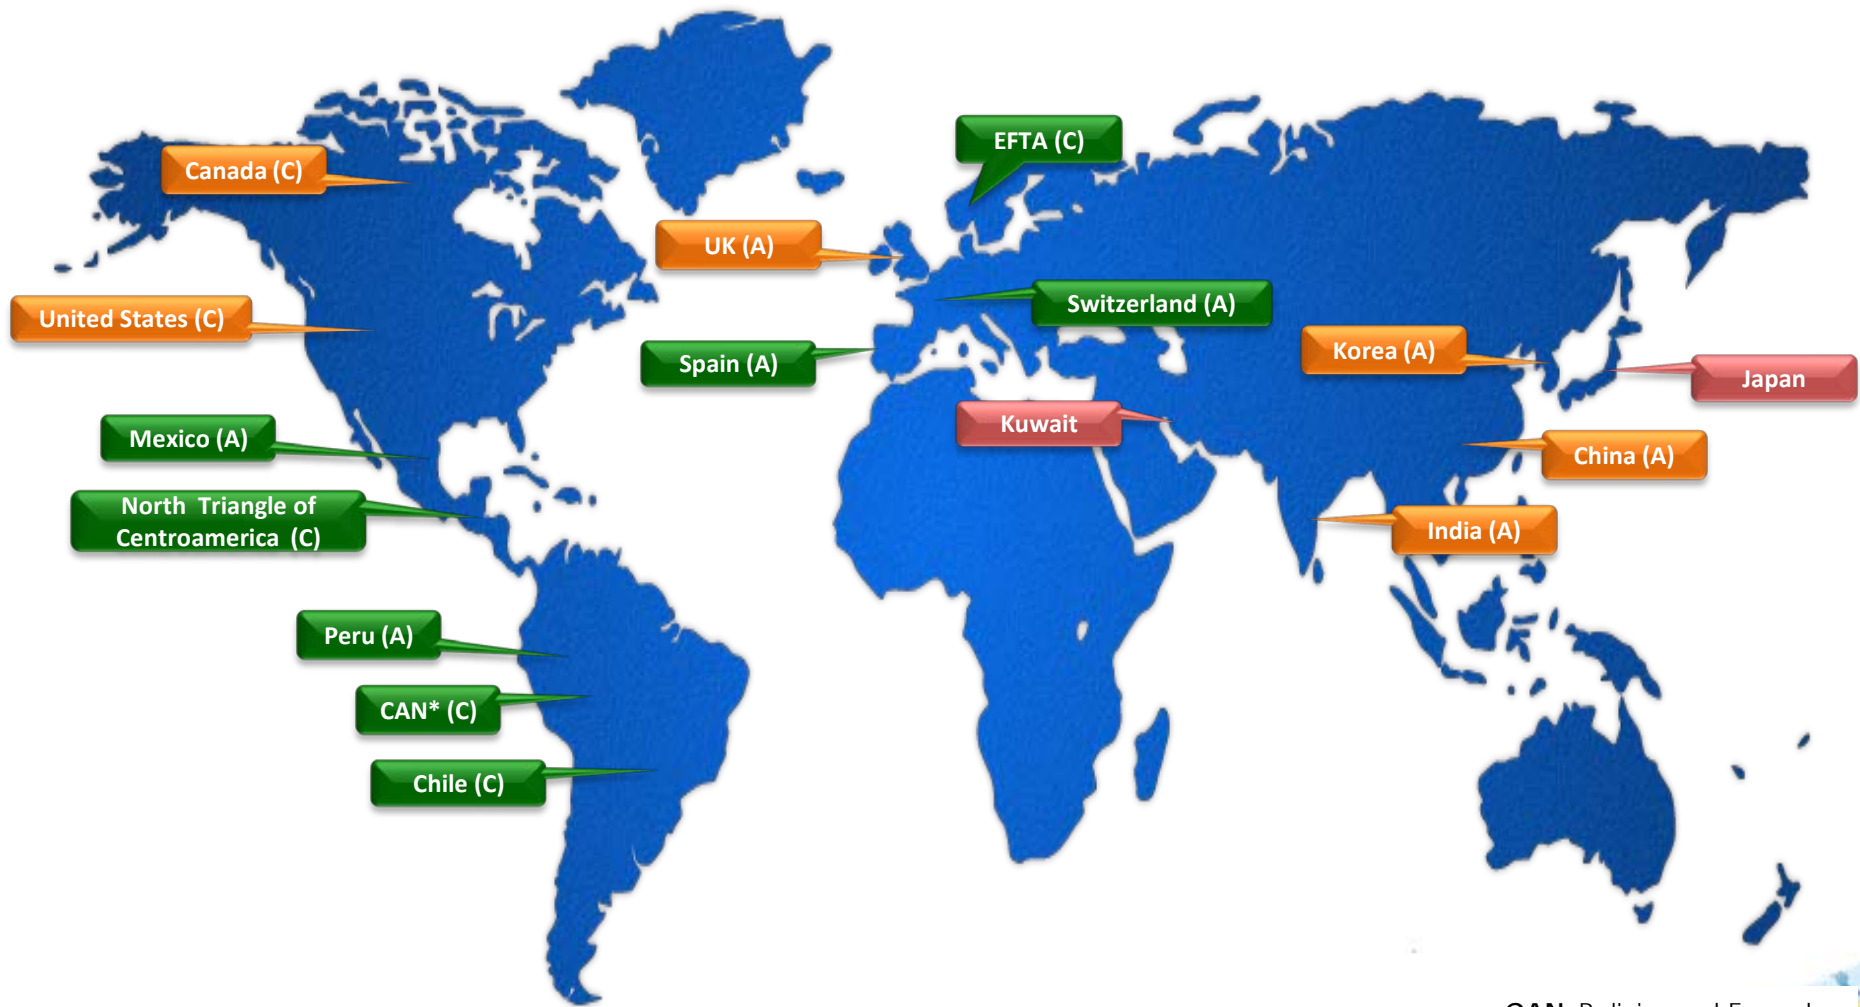 EFTA (C)
Canada (C)
UK (A)
Switzerland (A)
United States (C)
Korea (A)
Spain (A)
Japan
Kuwait
Mexico (A)
China (A)
North Triangle of
Centroamerica (C)
India (A)
Peru (A)
CAN* (C)
Chile (C)